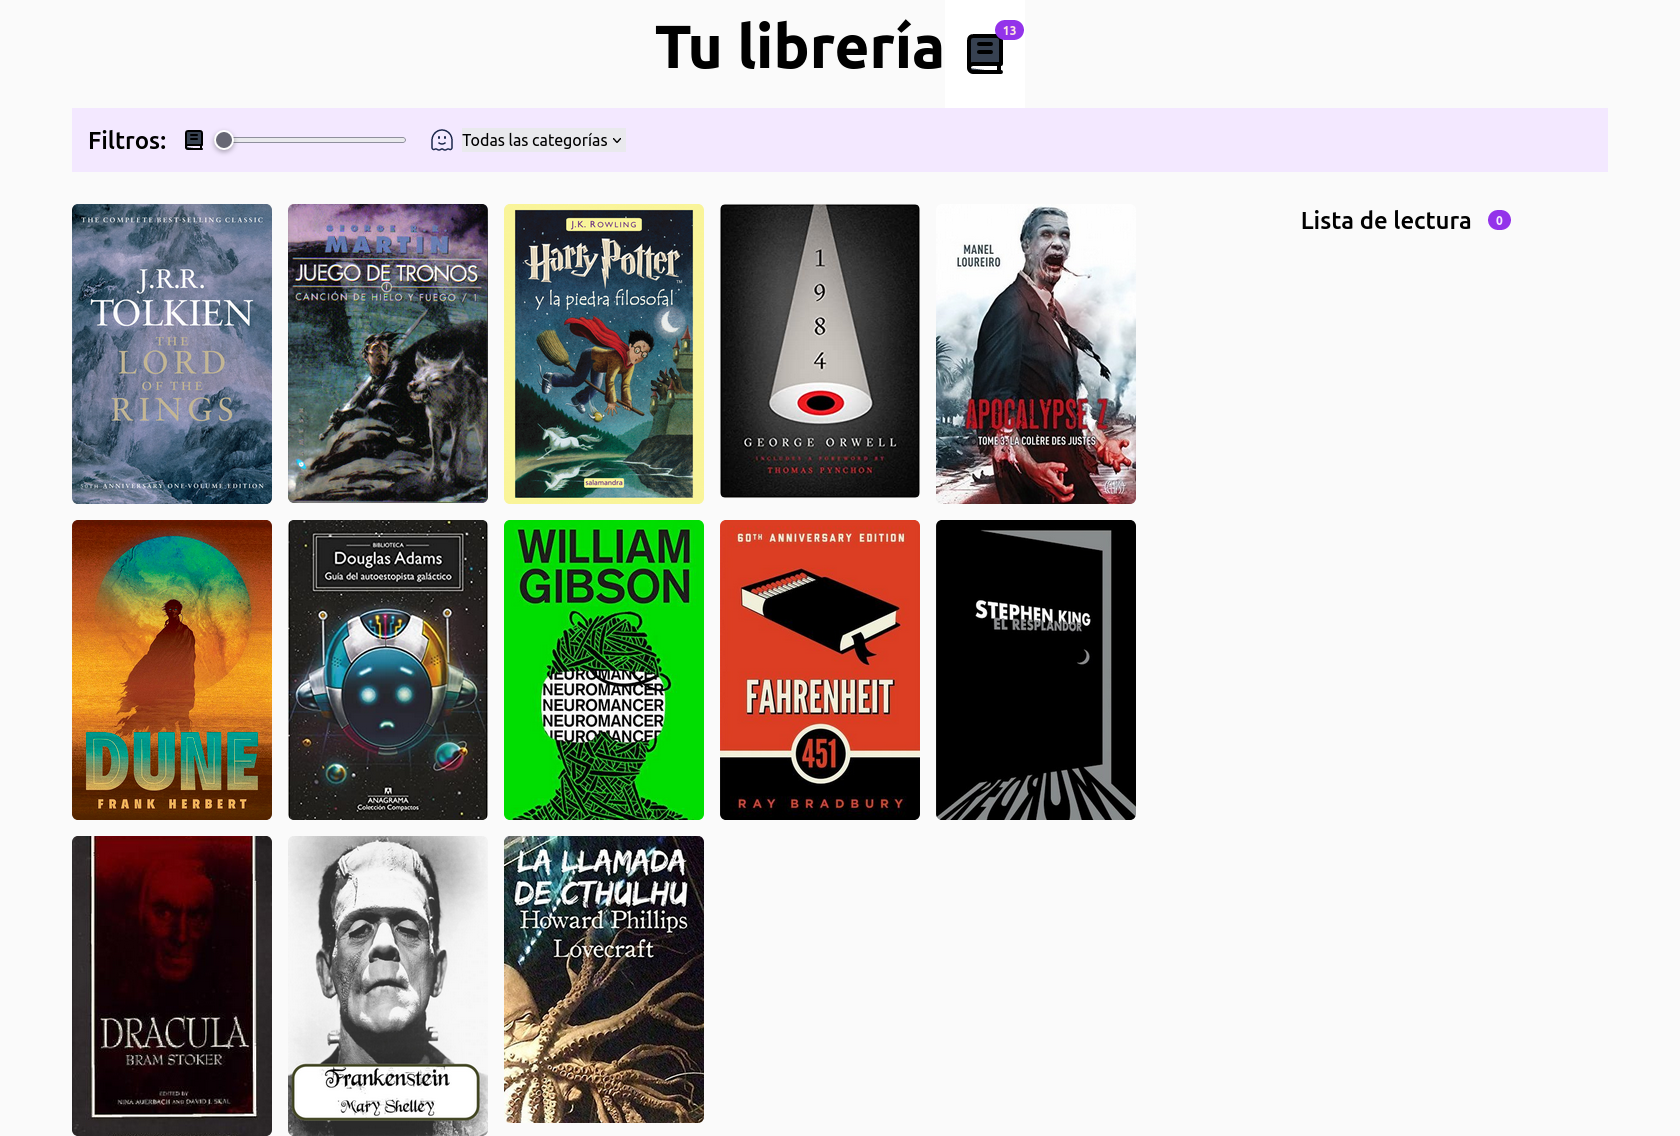 Tu librería
13
Filtros:
Todas las categorías
Lista de lectura 0
THE COMPLETE BEST-SELLING CLASSIC
J.R.R.
TOLKIEN
THE
LORD
OF THE
RINGS
50TH ANNIVERSARY ONE-VOLUME EDITION
GEORGE R. R.
MARTIN
JUEGO DE TRONOS
CANCIÓN DE HIELO Y FUEGO / 1
J.K. ROWLING
Harry Potter
y la piedra filosofal
salamandra
1
9
8
4
GEORGE ORWELL
INCLUDES A FOREWORD BY
THOMAS PYNCHON
MANEL
LOUREIRO
APOCALYPSE Z
TOME 3: LA COLÈRE DES JUSTES
DUNE
FRANK HERBERT
BIBLIOTECA
Douglas Adams
Guía del autoestopista galáctico
ANAGRAMA
Colección Compactos
WILLIAM
GIBSON
NEUROMANCER
NEUROMANCER
NEUROMANCER
NEUROMANCER
NEUROMANCER
60TH ANNIVERSARY EDITION
FAHRENHEIT
451
RAY BRADBURY
STEPHEN KING
EL RESPLANDOR
REDRUM
DRACULA
BRAM STOKER
EDITED BY
NINA AUERBACH AND DAVID J. SKAL
Frankenstein
Mary Shelley
LA LLAMADA
DE CTHULHU
Howard Phillips
Lovecraft